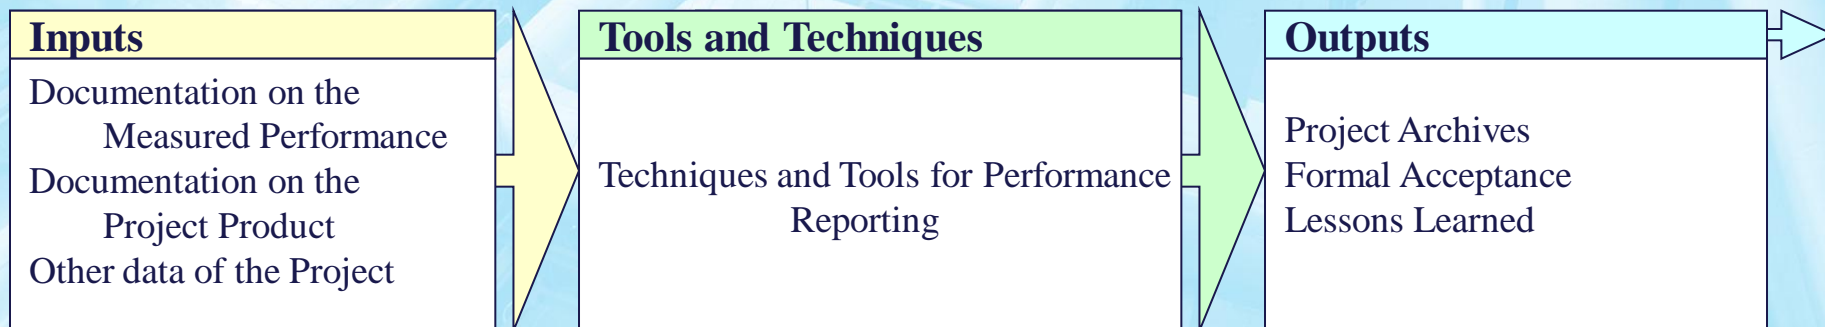 Inputs
Documentation on the
Measured Performance
Documentation on the
Project Product
Other data of the Project
Tools and Techniques
Techniques and Tools for Performance
Reporting
Outputs
Project Archives
Formal Acceptance
Lessons Learned